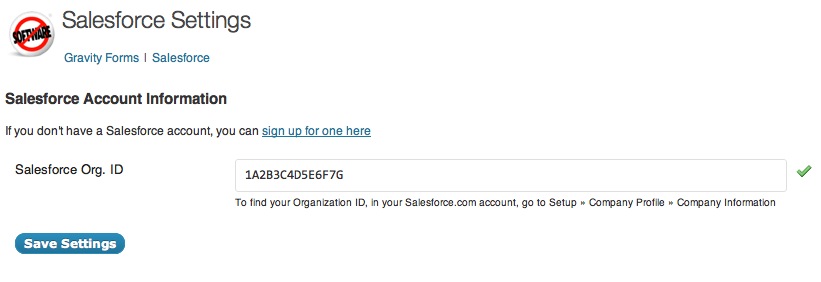 SOFTWARE
Salesforce Settings
Gravity Forms | Salesforce
Salesforce Account Information
If you don't have a Salesforce account, you can sign up for one here
Salesforce Org. ID
1A2B3C4D5E6F7G
To find your Organization ID, in your Salesforce.com account, go to Setup » Company Profile » Company Information
Save Settings